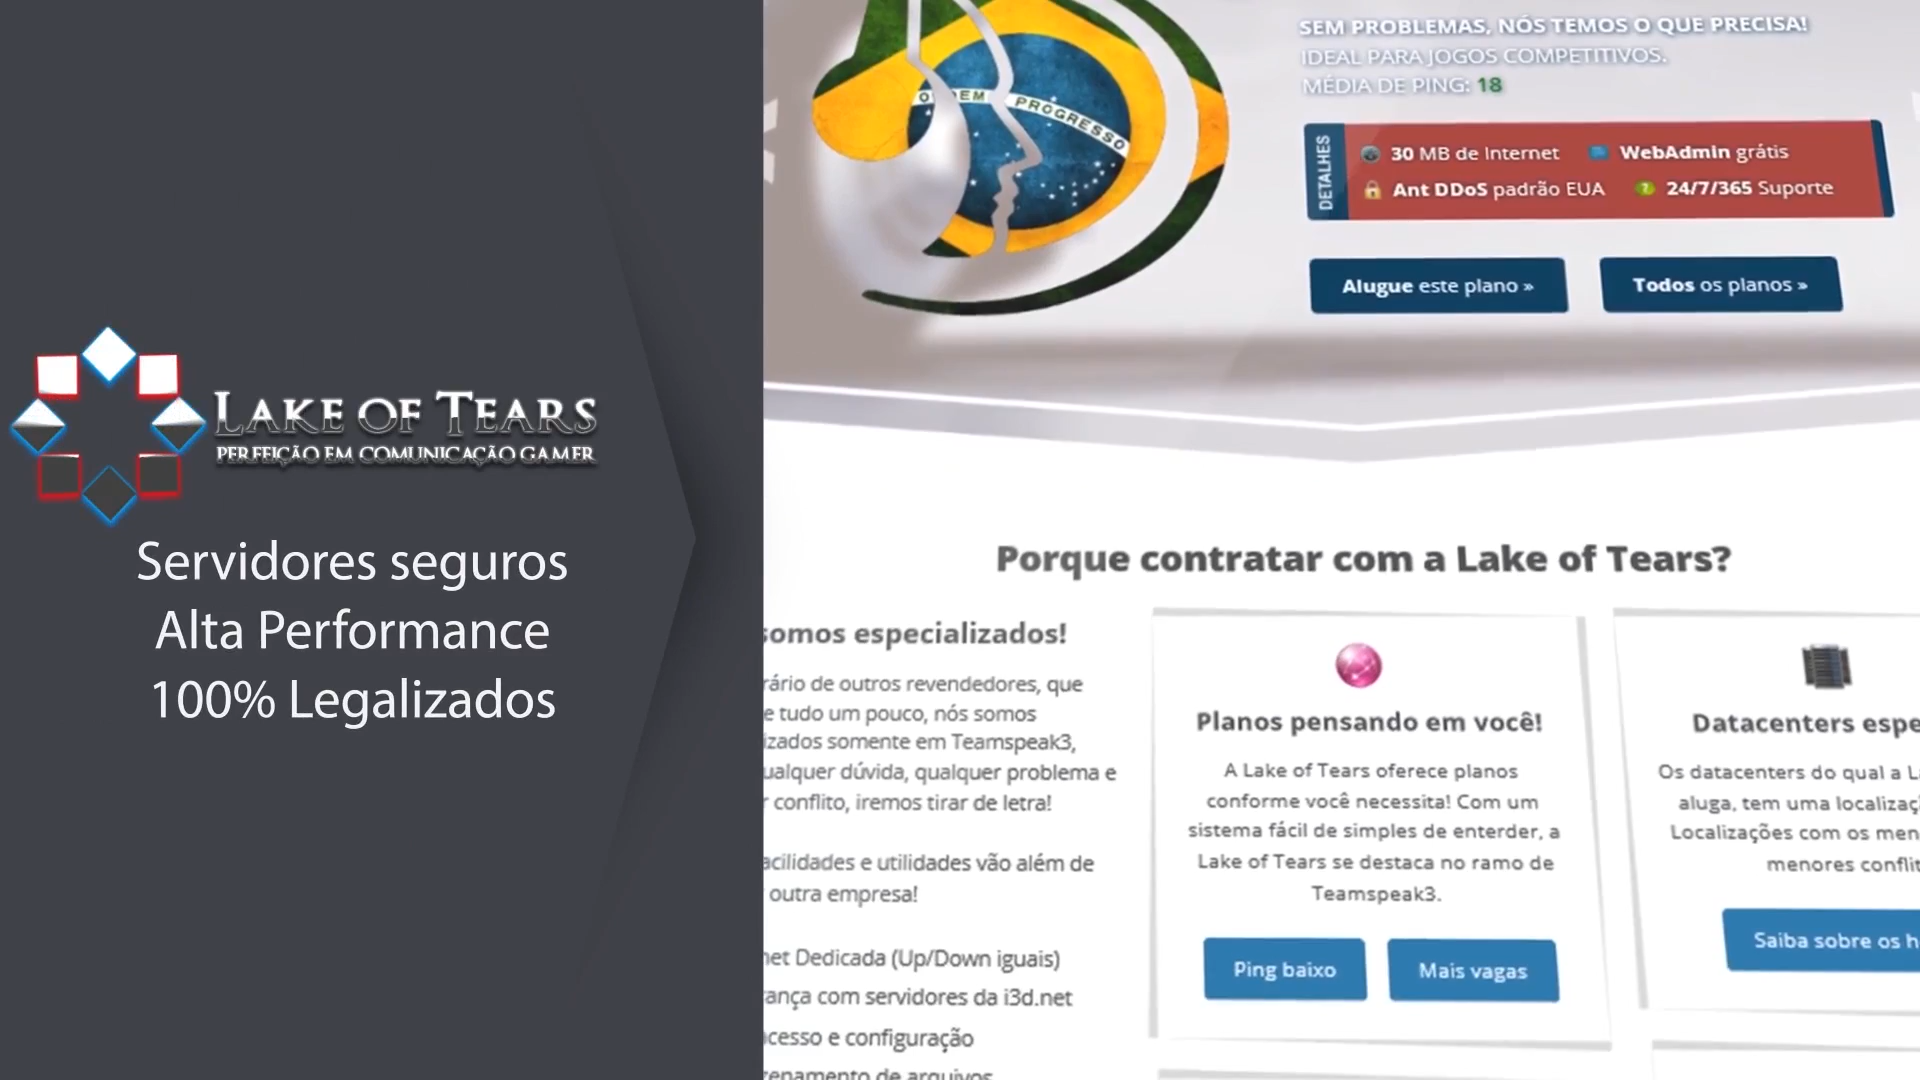 LAKE OF TEARS
PERFEIÇÃO EM COMUNICAÇÃO GAMER
Servidores seguros
Alta Performance
100% Legalizados
ORDEM PROGRESSO
SEM PROBLEMAS, NÓS TEMOS O QUE PRECISA!
IDEAL PARA JOGOS COMPETITIVOS.
MÉDIA DE PING: 18
DETALHES
30 MB de Internet
WebAdmin grátis
Ant DDoS padrão EUA
24/7/365 Suporte
Alugue este plano »
Todos os planos »
Porque contratar com a Lake of Tears?
somos especializados!
de outros revendedores, que
e tudo um pouco, nós somos
somente em Teamspeak3,
qualquer dúvida, qualquer problema e
conflito, iremos tirar de letra!
facilidades e utilidades vão além de
outra empresa!
Dedicada (Up/Down iguais)
com servidores da i3d.net
e configuração
de arquivos
Planos pensando em você!
A Lake of Tears oferece planos
conforme você necessita! Com um
sistema fácil de simples de enterder, a
Lake of Tears se destaca no ramo de
Teamspeak3.
Ping baixo
Mais vagas
Datacenters espe
Os datacenters do qual a L
aluga, tem uma localizaç
Localizações com os men
menores conflit
Saiba sobre os h